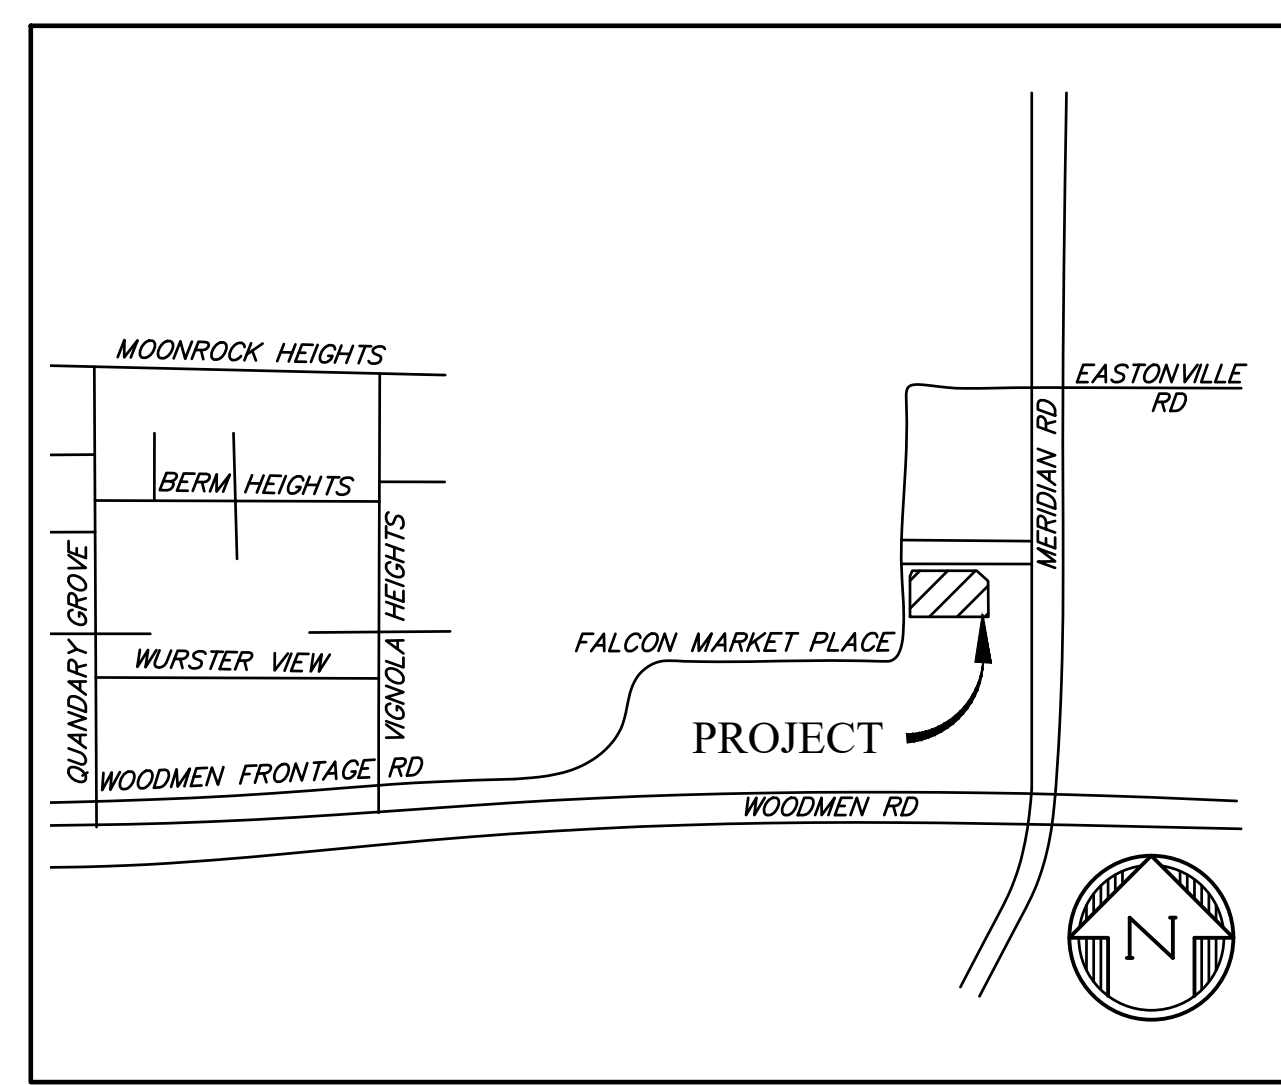 MOONROCK HEIGHTS
EASTONVILLE
RD
MERIDIAN RD
BERM HEIGHTS
QUANDARY GROVE
VIGNOLA HEIGHTS
FALCON MARKET PLACE
WURSTER VIEW
PROJECT
WOODMEN FRONTAGE RD
WOODMEN RD
N